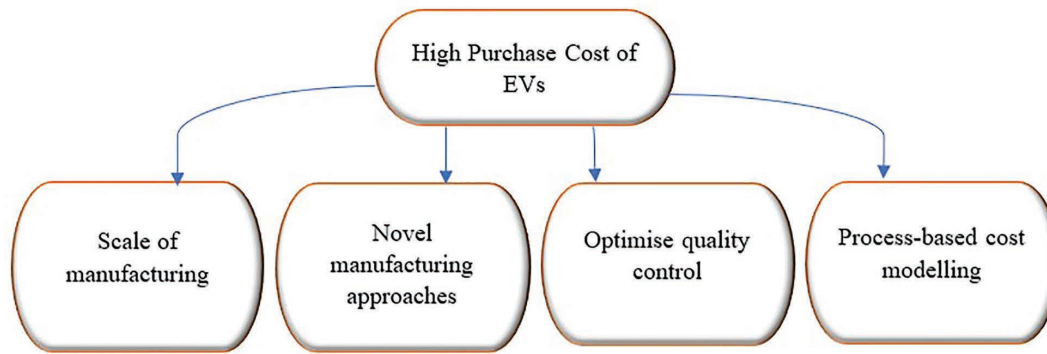 High Purchase Cost of
EVs
Scale of
manufacturing
Novel
manufacturing
approaches
Optimise quality
control
Process-based cost
modelling